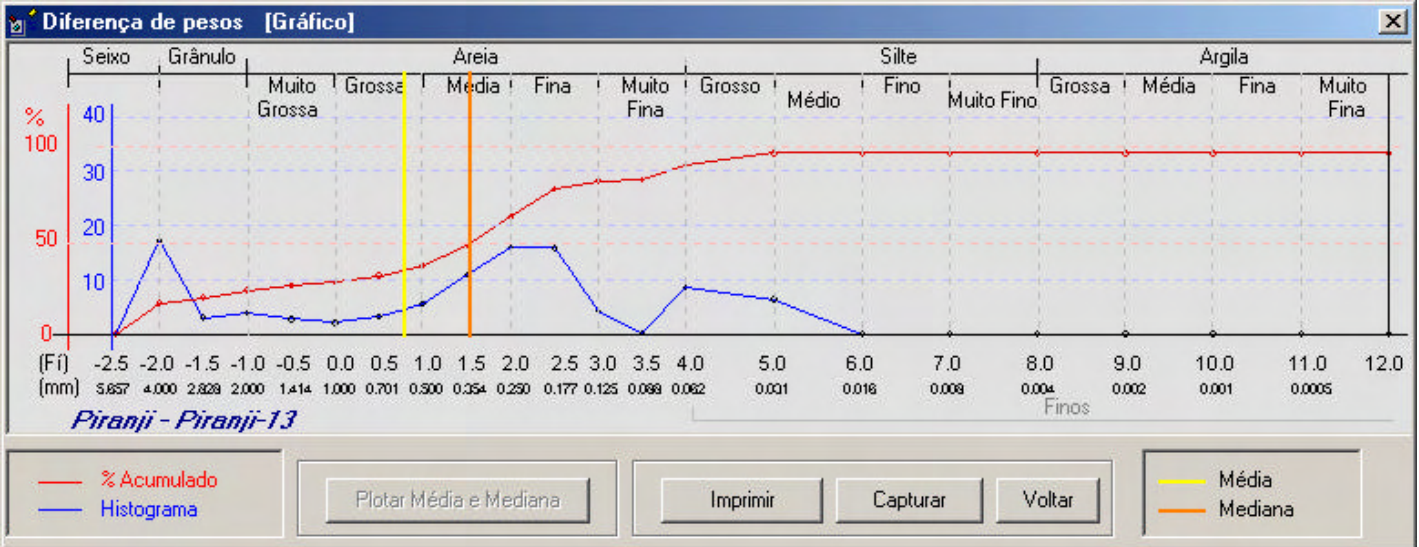 Diferença de pesos [Gráfico]
Seixo Grânulo Areia Silte Argila
Muito Grossa Grossa Média Fina Muito Fina Grosso Médio Fino Muito Fino Grossa Média Fina Muito Fina
% 40
100
30
20
50
10
0
(Fi) -2.5 -2.0 -1.5 -1.0 -0.5 0.0 0.5 1.0 1.5 2.0 2.5 3.0 3.5 4.0 5.0 6.0 7.0 8.0 9.0 10.0 11.0 12.0
(mm) 5.657 4.000 2.828 2.000 1.414 1.000 0.701 0.500 0.354 0.250 0.177 0.125 0.088 0.062 0.031 0.016 0.008 0.004 0.002 0.001 0.0005
Finos
Piranji - Piranji-13
% Acumulado
Histograma
Plotar Média e Mediana
Imprimir
Capturar
Voltar
Média
Mediana